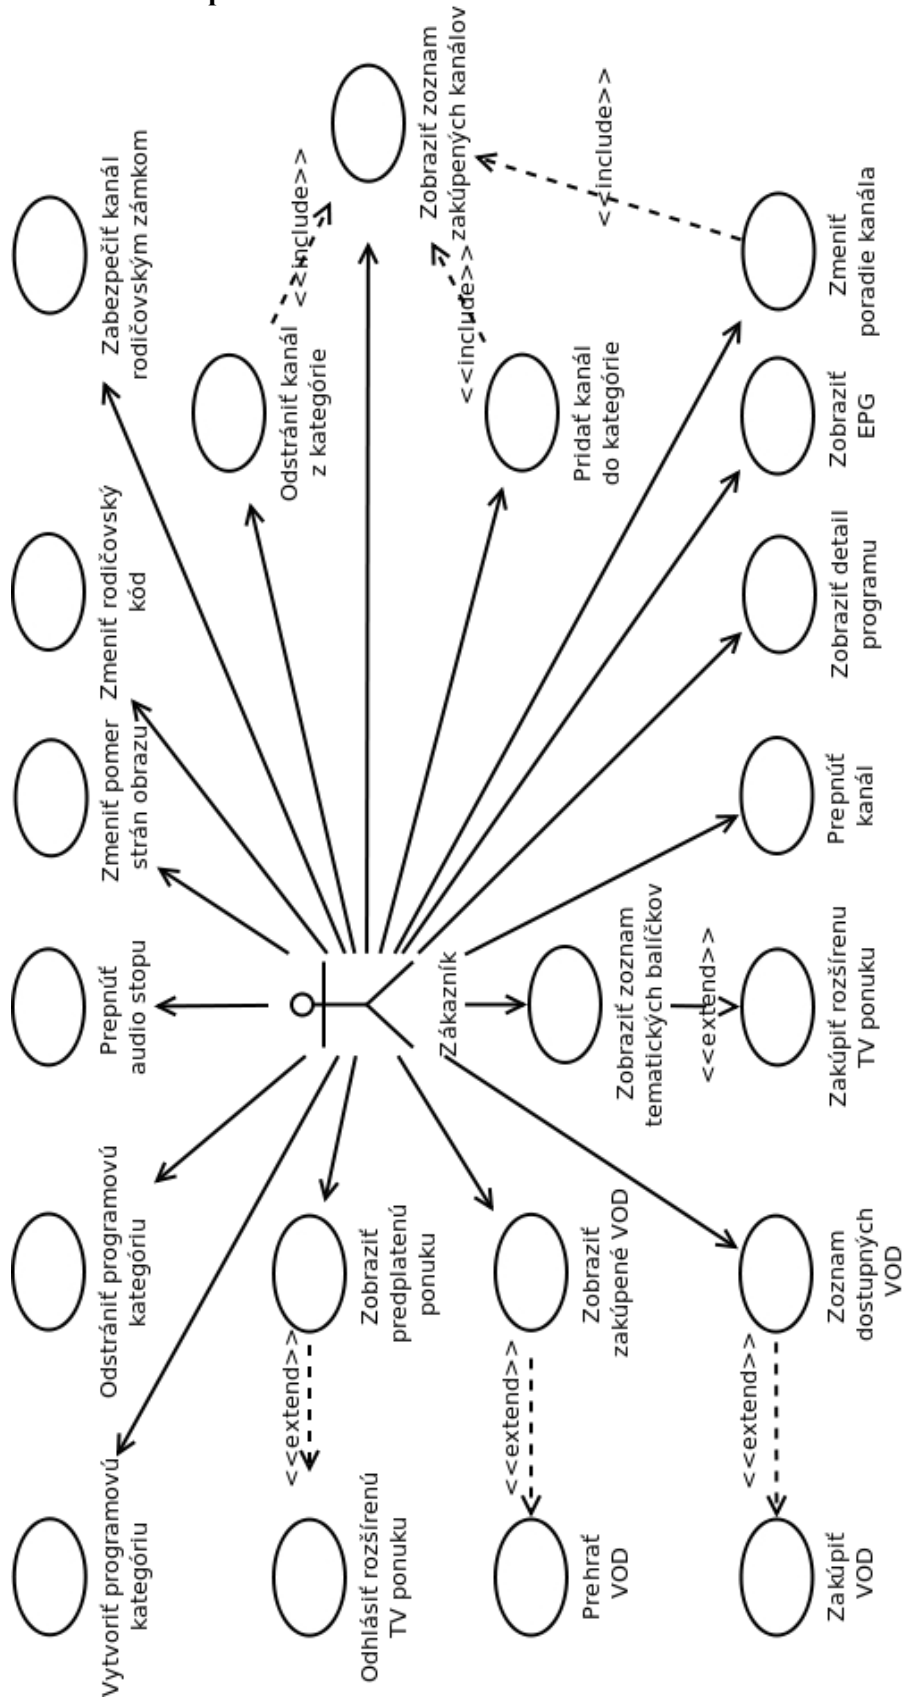 Vytvoriť programovú
kategóriu
Odstrániť programovú
kategóriu
Prepnúť
audio stopu
Zmeniť pomer
strán obrazu
Zmeniť rodičovský
kód
Zabezpečiť kanál
rodičovským zámkom
<<extend>>
Odhlásiť rozšírenú
TV ponuku
Zobraziť
predplatenú
ponuku
Odstrániť kanál
z kategórie
<<include>>
Zobraziť zoznam
zakúpených kanálov
Zákazník
<<include>>
<<extend>>
Prehrať
VOD
Zobraziť
zakúpené VOD
Zobraziť zoznam
tematických balíčkov
Pridať kanál
do kategórie
<<include>>
<<extend>>
<<extend>>
Zakúpiť
VOD
Zoznam
dostupných
VOD
Zakúpiť rozšírenu
TV ponuku
Prepnúť
kanál
Zobraziť detail
programu
Zobraziť
EPG
Zmeniť
poradie kanála